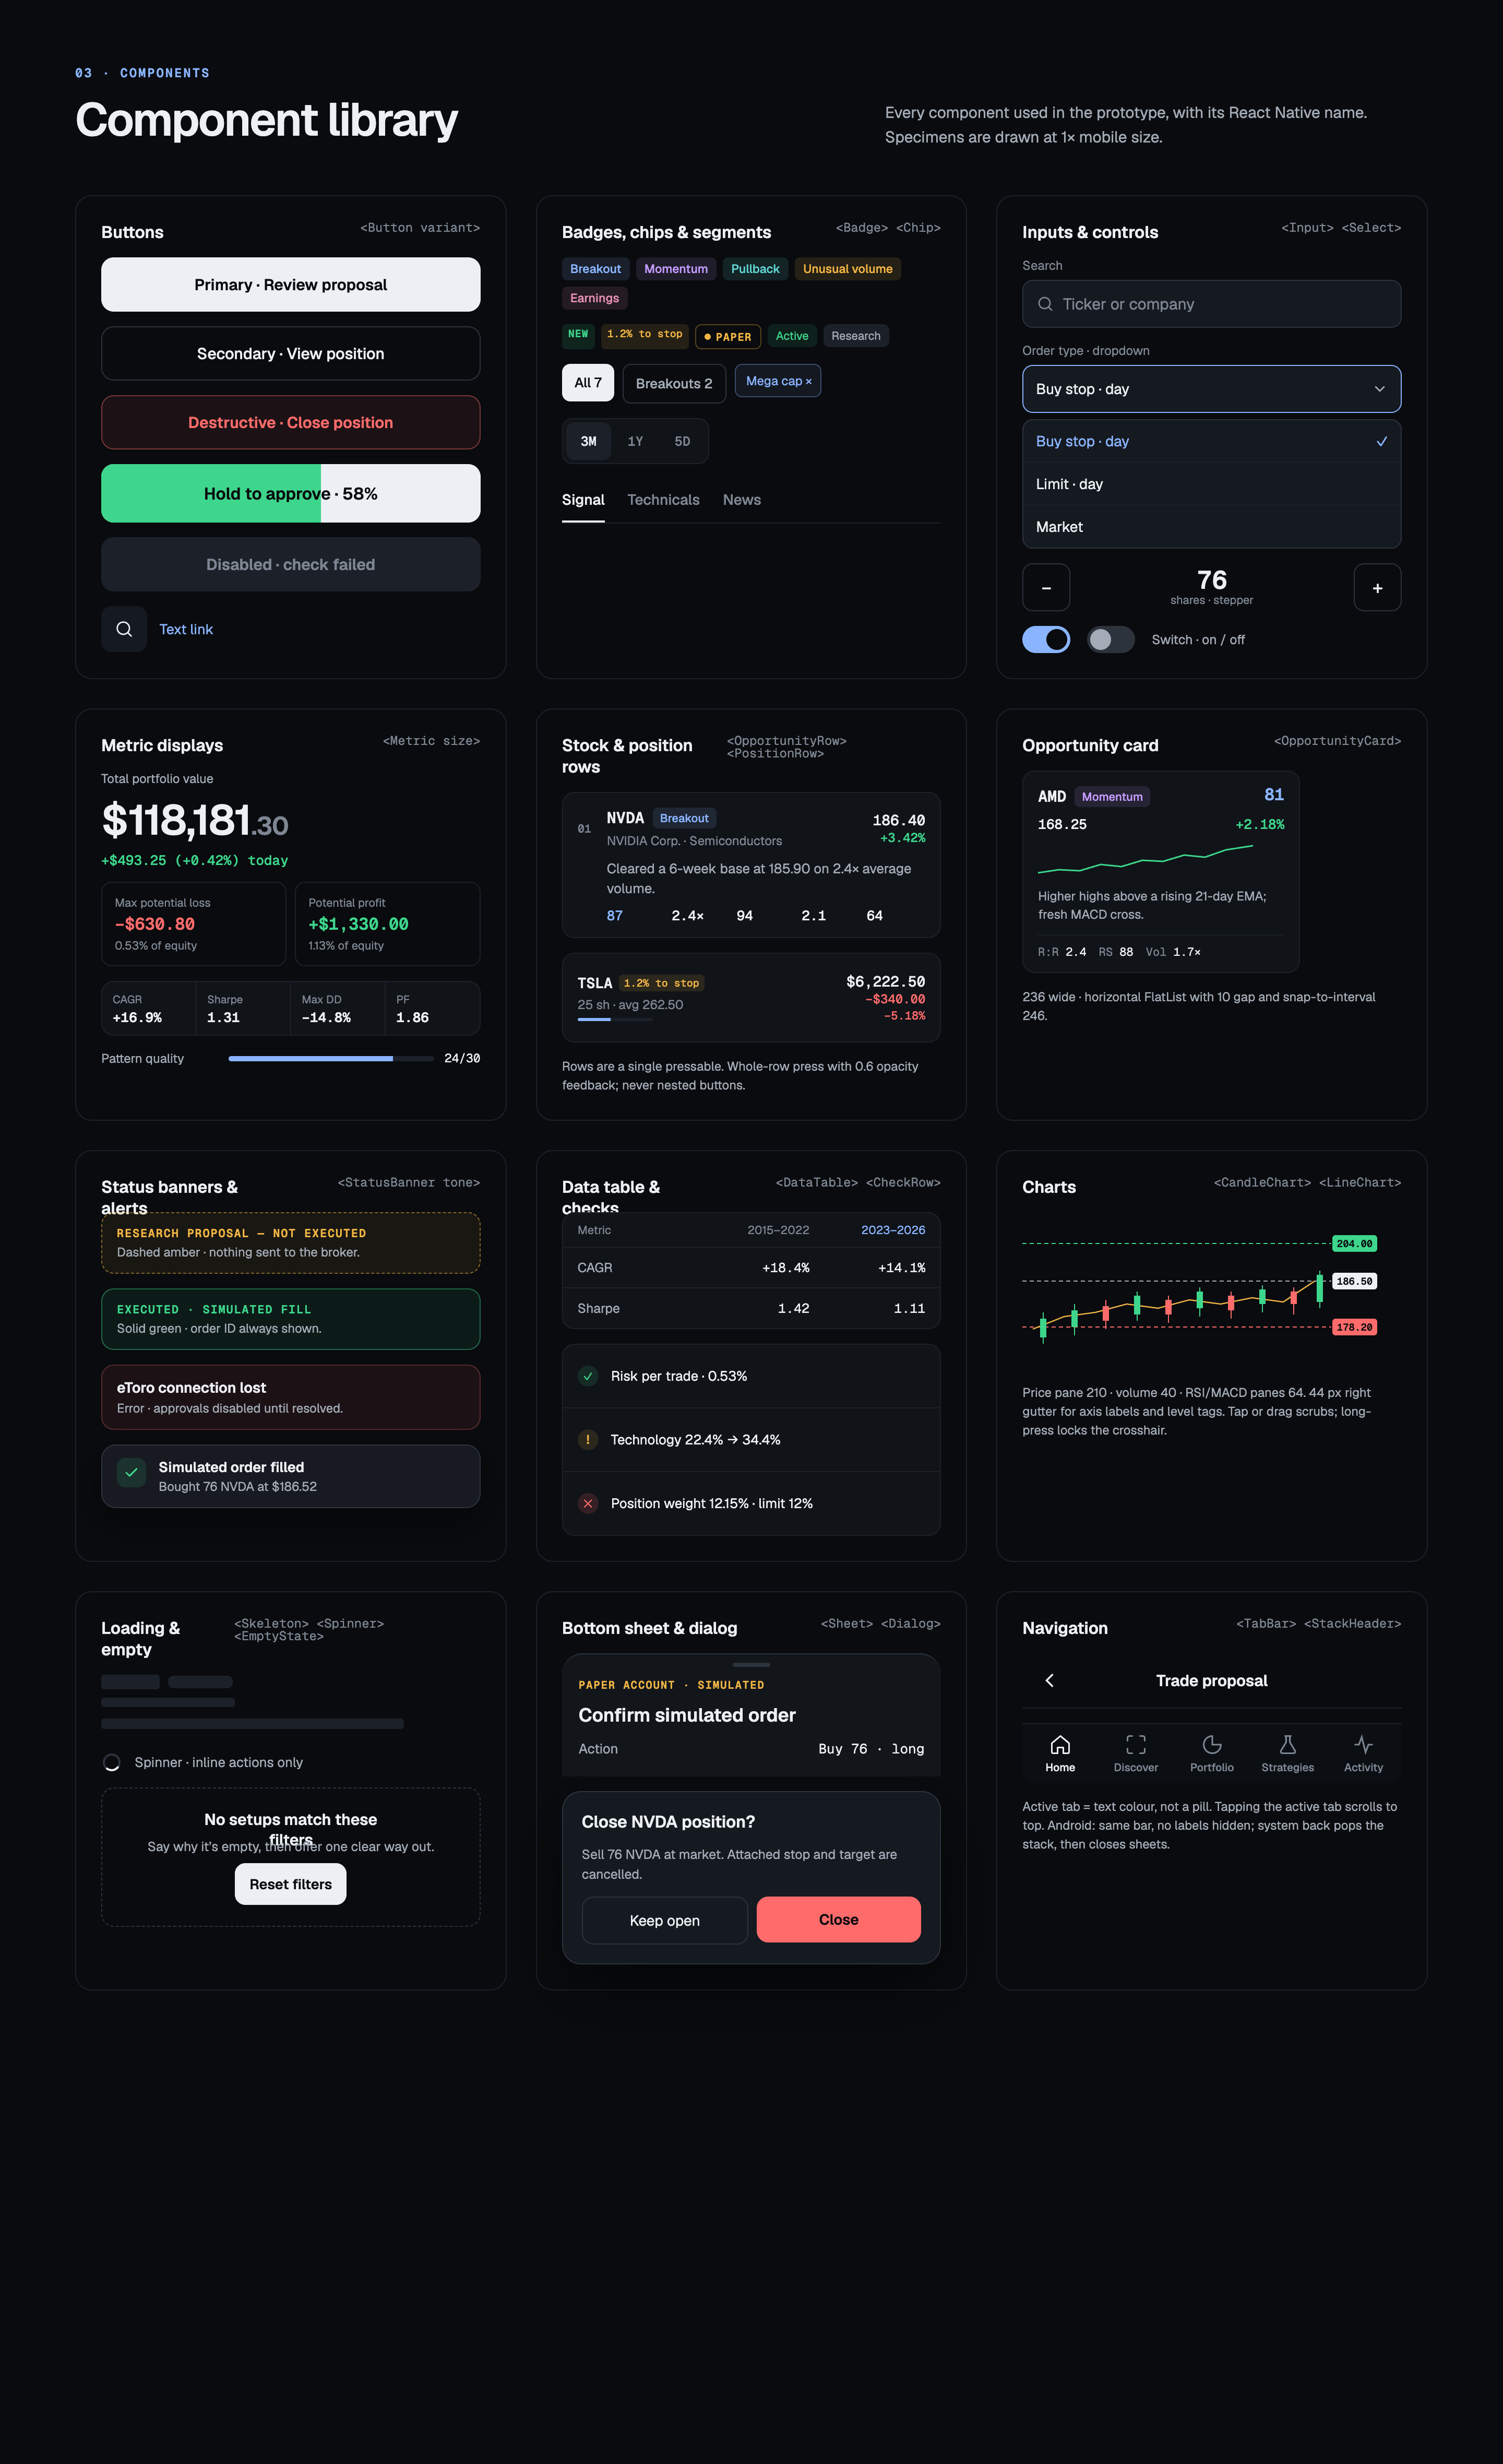 03 · COMPONENTS
Component library
Every component used in the prototype, with its React Native name.
Specimens are drawn at 1× mobile size.
Buttons
<Button variant>
Primary · Review proposal
Secondary · View position
Destructive · Close position
Hold to approve · 58%
Disabled · check failed
Text link
Badges, chips & segments
<Badge> <Chip>
Breakout
Momentum
Pullback
Unusual volume
Earnings
NEW
1.2% to stop
PAPER
Active
Research
All 7
Breakouts 2
Mega cap ×
3M
1Y
5D
Signal
Technicals
News
Inputs & controls
<Input> <Select>
Search
Ticker or company
Order type · dropdown
Buy stop · day
Buy stop · day
Limit · day
Market
−
76
shares · stepper
+
Switch · on / off
Metric displays
<Metric size>
Total portfolio value
$118,181.30
+$493.25 (+0.42%) today
Max potential loss
−$630.80
0.53% of equity
Potential profit
+$1,330.00
1.13% of equity
CAGR
+16.9%
Sharpe
1.31
Max DD
−14.8%
PF
1.86
Pattern quality
24/30
Stock & position
rows
<OpportunityRow>
<PositionRow>
01
NVDA
Breakout
186.40
NVIDIA Corp. · Semiconductors
+3.42%
Cleared a 6-week base at 185.90 on 2.4× average
volume.
87
2.4×
94
2.1
64
TSLA
1.2% to stop
$6,222.50
25 sh · avg 262.50
−$340.00
−5.18%
Rows are a single pressable. Whole-row press with 0.6 opacity
feedback; never nested buttons.
Opportunity card
<OpportunityCard>
AMD
Momentum
81
168.25
+2.18%
Higher highs above a rising 21-day EMA;
fresh MACD cross.
R:R 2.4 RS 88 Vol 1.7×
236 wide · horizontal FlatList with 10 gap and snap-to-interval
246.
Status banners &
alerts
<StatusBanner tone>
RESEARCH PROPOSAL — NOT EXECUTED
Dashed amber · nothing sent to the broker.
EXECUTED · SIMULATED FILL
Solid green · order ID always shown.
eToro connection lost
Error · approvals disabled until resolved.
Simulated order filled
Bought 76 NVDA at $186.52
Data table &
checks
<DataTable> <CheckRow>
Metric
2015–2022
2023–2026
CAGR
+18.4%
+14.1%
Sharpe
1.42
1.11
Risk per trade · 0.53%
!
Technology 22.4% → 34.4%
Position weight 12.15% · limit 12%
Charts
<CandleChart> <LineChart>
204.00
186.50
178.20
Price pane 210 · volume 40 · RSI/MACD panes 64. 44 px right
gutter for axis labels and level tags. Tap or drag scrubs; long-
press locks the crosshair.
Loading &
empty
<Skeleton> <Spinner>
<EmptyState>
Spinner · inline actions only
No setups match these
filters
Say why it's empty, then offer one clear way out.
Reset filters
Bottom sheet & dialog
<Sheet> <Dialog>
PAPER ACCOUNT · SIMULATED
Confirm simulated order
Action
Buy 76 · long
Close NVDA position?
Sell 76 NVDA at market. Attached stop and target are
cancelled.
Keep open
Close
Navigation
<TabBar> <StackHeader>
Trade proposal
Home
Discover
Portfolio
Strategies
Activity
Active tab = text colour, not a pill. Tapping the active tab scrolls to
top. Android: same bar, no labels hidden; system back pops the
stack, then closes sheets.